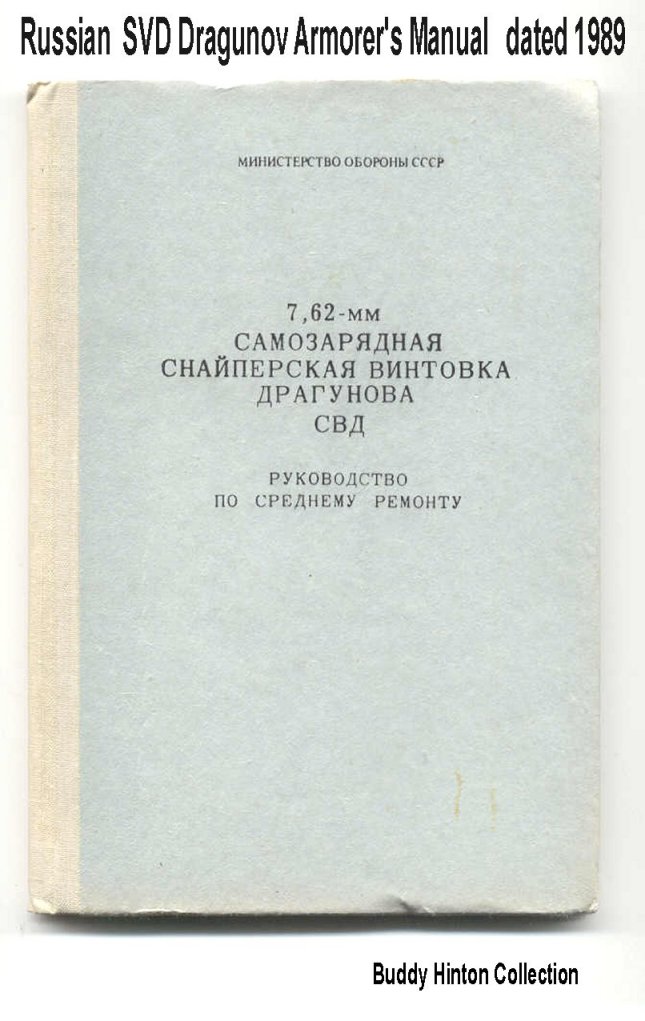 Russian SVD Dragunov Armorer's Manual dated 1989
МИНИСТЕРСТВО ОБОРОНЫ СССР
7,62-мм
САМОЗАРЯДНАЯ
СНАЙПЕРСКАЯ ВИНТОВКА
ДРАГУНОВА
СВД
РУКОВОДСТВО
ПО СРЕДНЕМУ РЕМОНТУ
Buddy Hinton Collection